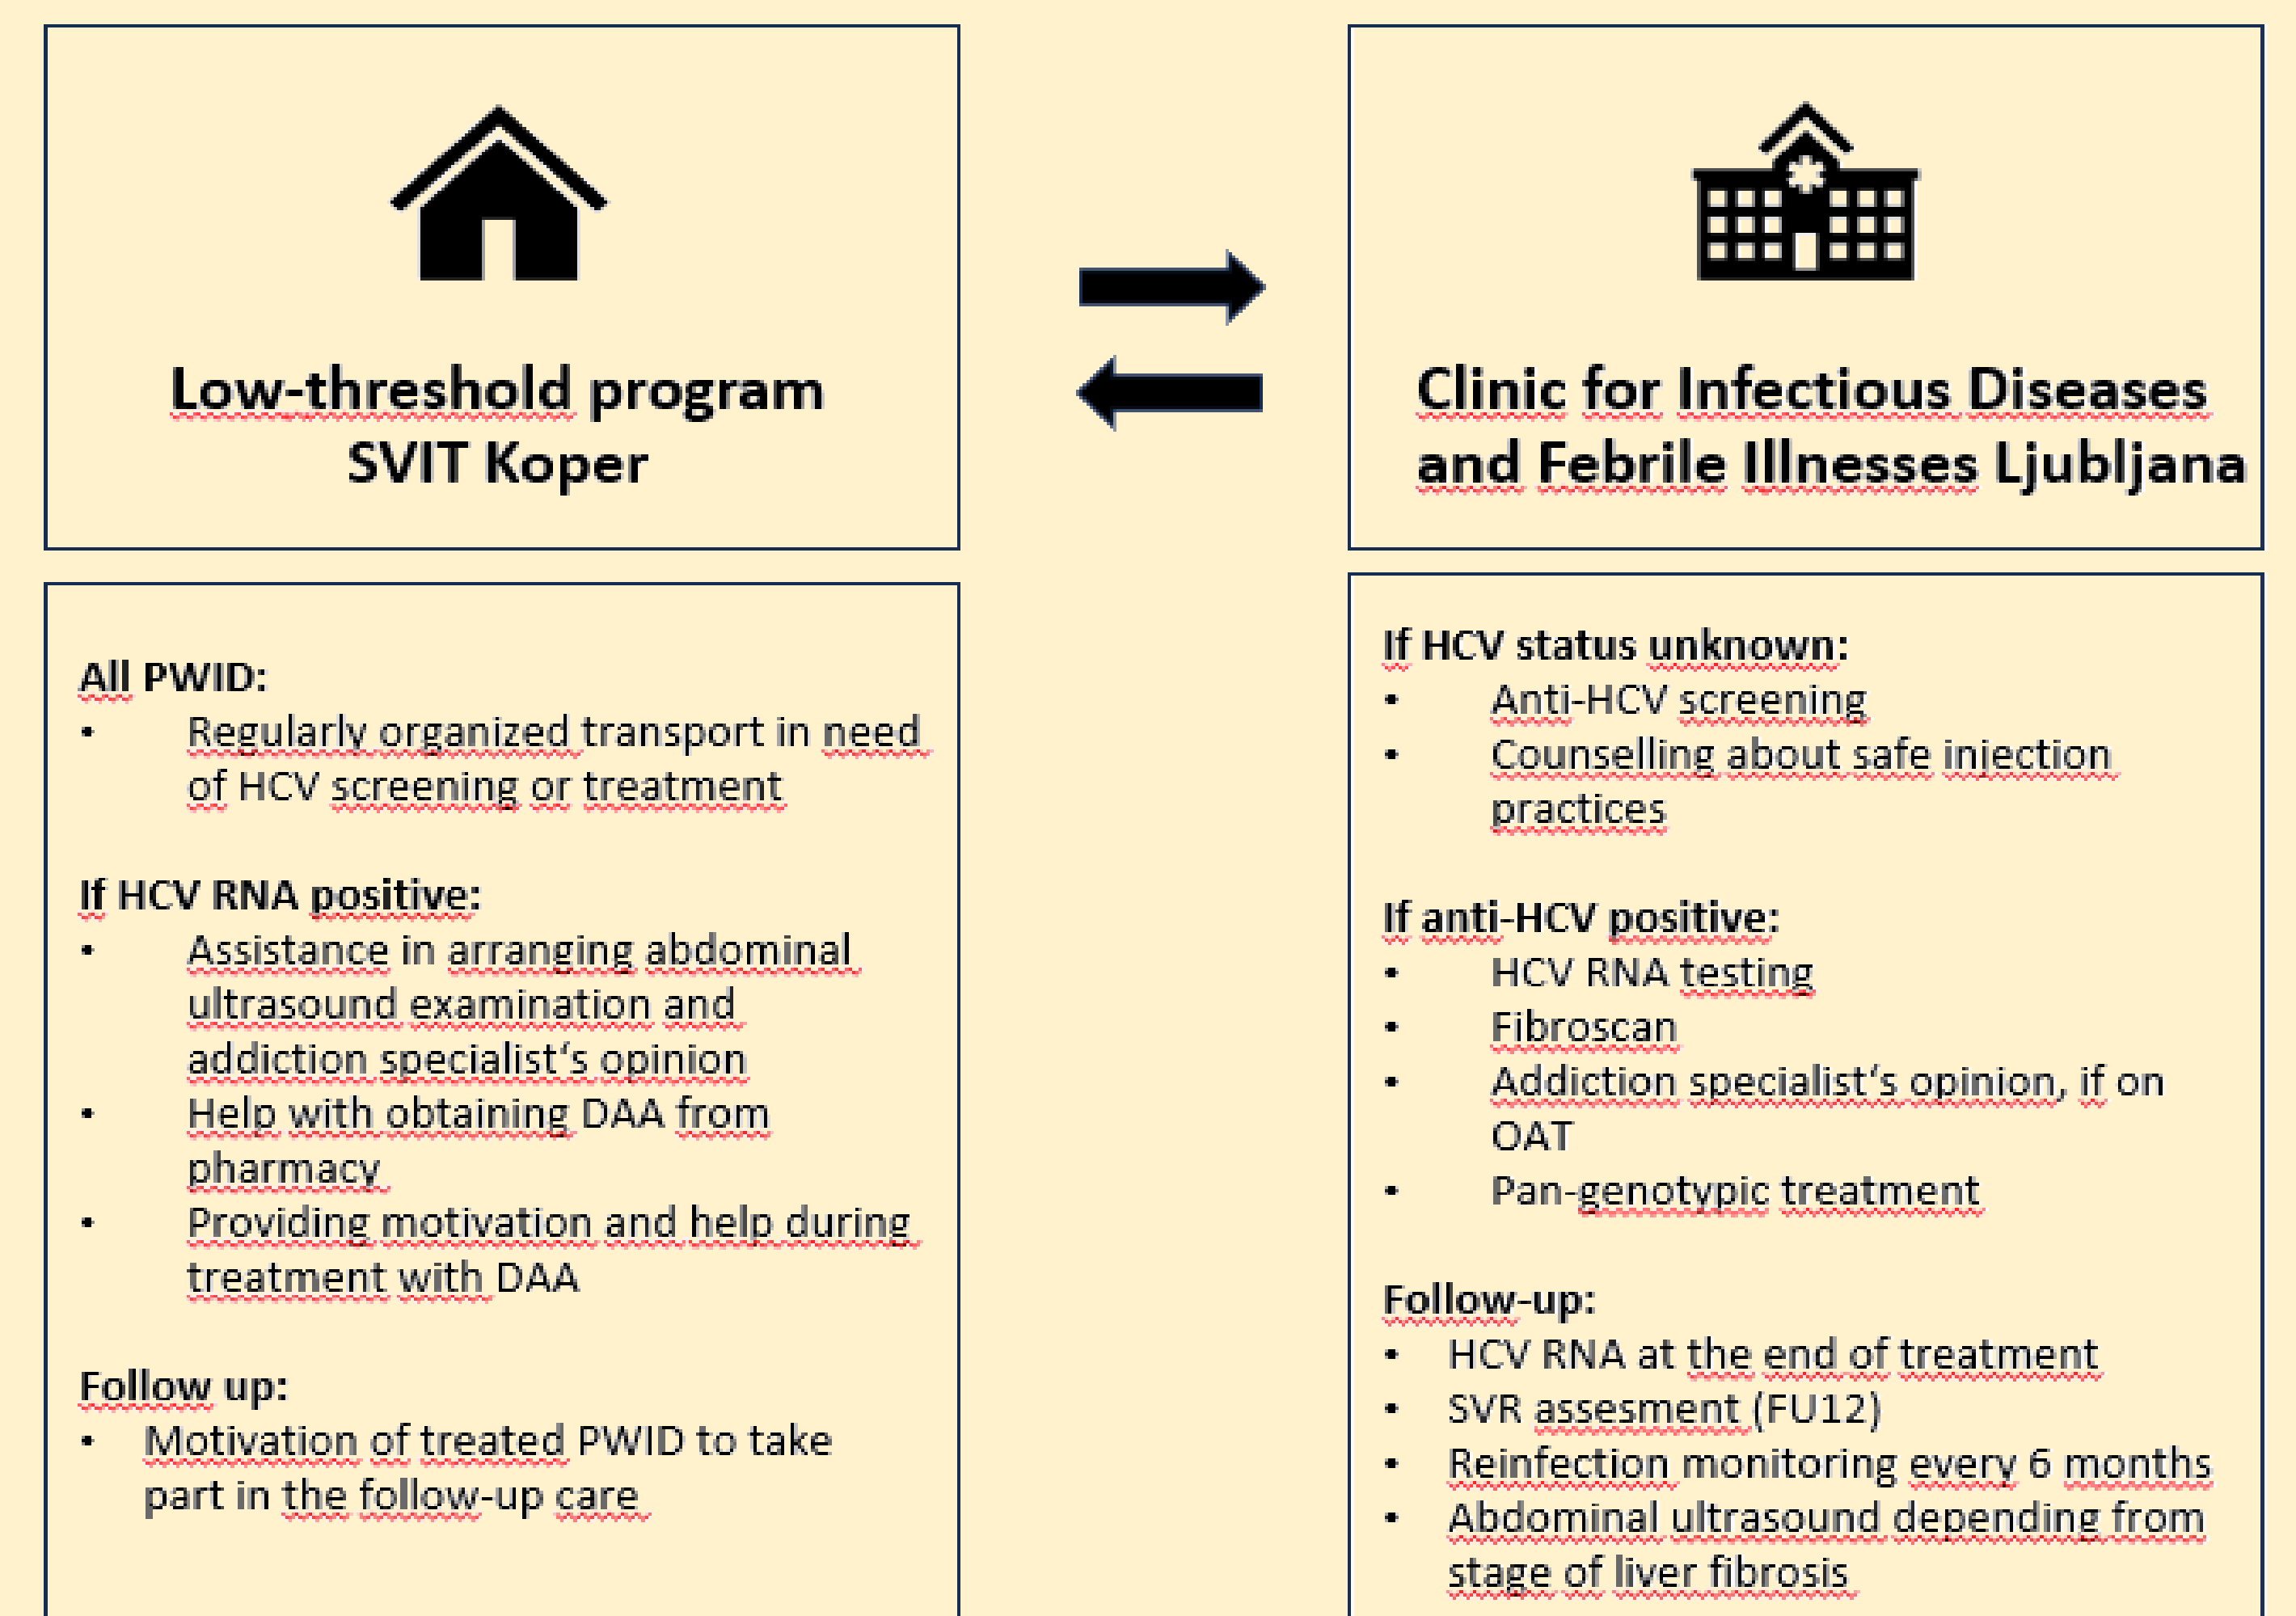 Low-threshold program
SVIT Koper
Clinic for Infectious Diseases
and Febrile Illnesses Ljubljana
All PWID:
• Regularly organized transport in need
of HCV screening or treatment
If HCV RNA positive:
• Assistance in arranging abdominal
ultrasound examination and
addiction specialist‘s opinion
• Help with obtaining DAA from
pharmacy
• Providing motivation and help during
treatment with DAA
Follow up:
• Motivation of treated PWID to take
part in the follow-up care
If HCV status unknown:
• Anti-HCV screening
• Counselling about safe injection
practices
If anti-HCV positive:
• HCV RNA testing
• Fibroscan
• Addiction specialist‘s opinion, if on
OAT
• Pan-genotypic treatment
Follow-up:
• HCV RNA at the end of treatment
• SVR assesment (FU12)
• Reinfection monitoring every 6 months
• Abdominal ultrasound depending from
stage of liver fibrosis